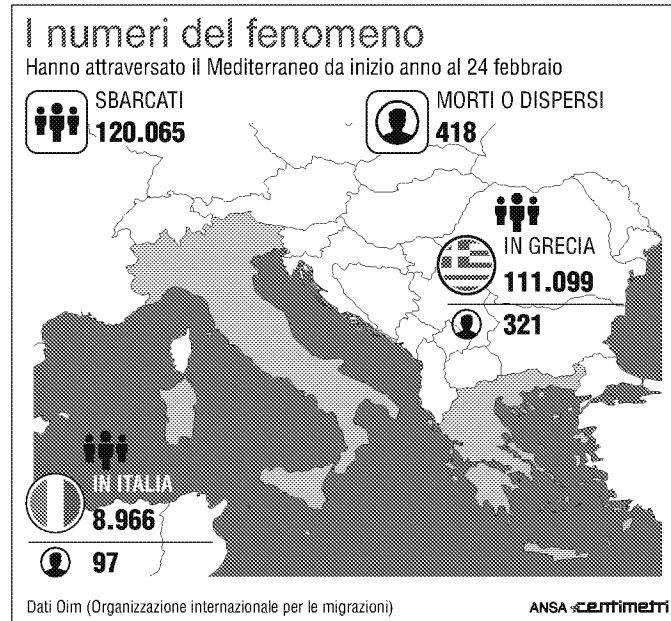 I numeri del fenomeno
Hanno attraversato il Mediterraneo da inizio anno al 24 febbraio
SBARCATI
120.065
MORTI O DISPERSI
418
IN GRECIA
111.099
321
IN ITALIA
8.966
97
Dati Oim (Organizzazione internazionale per le migrazioni)
ANSA centimetri